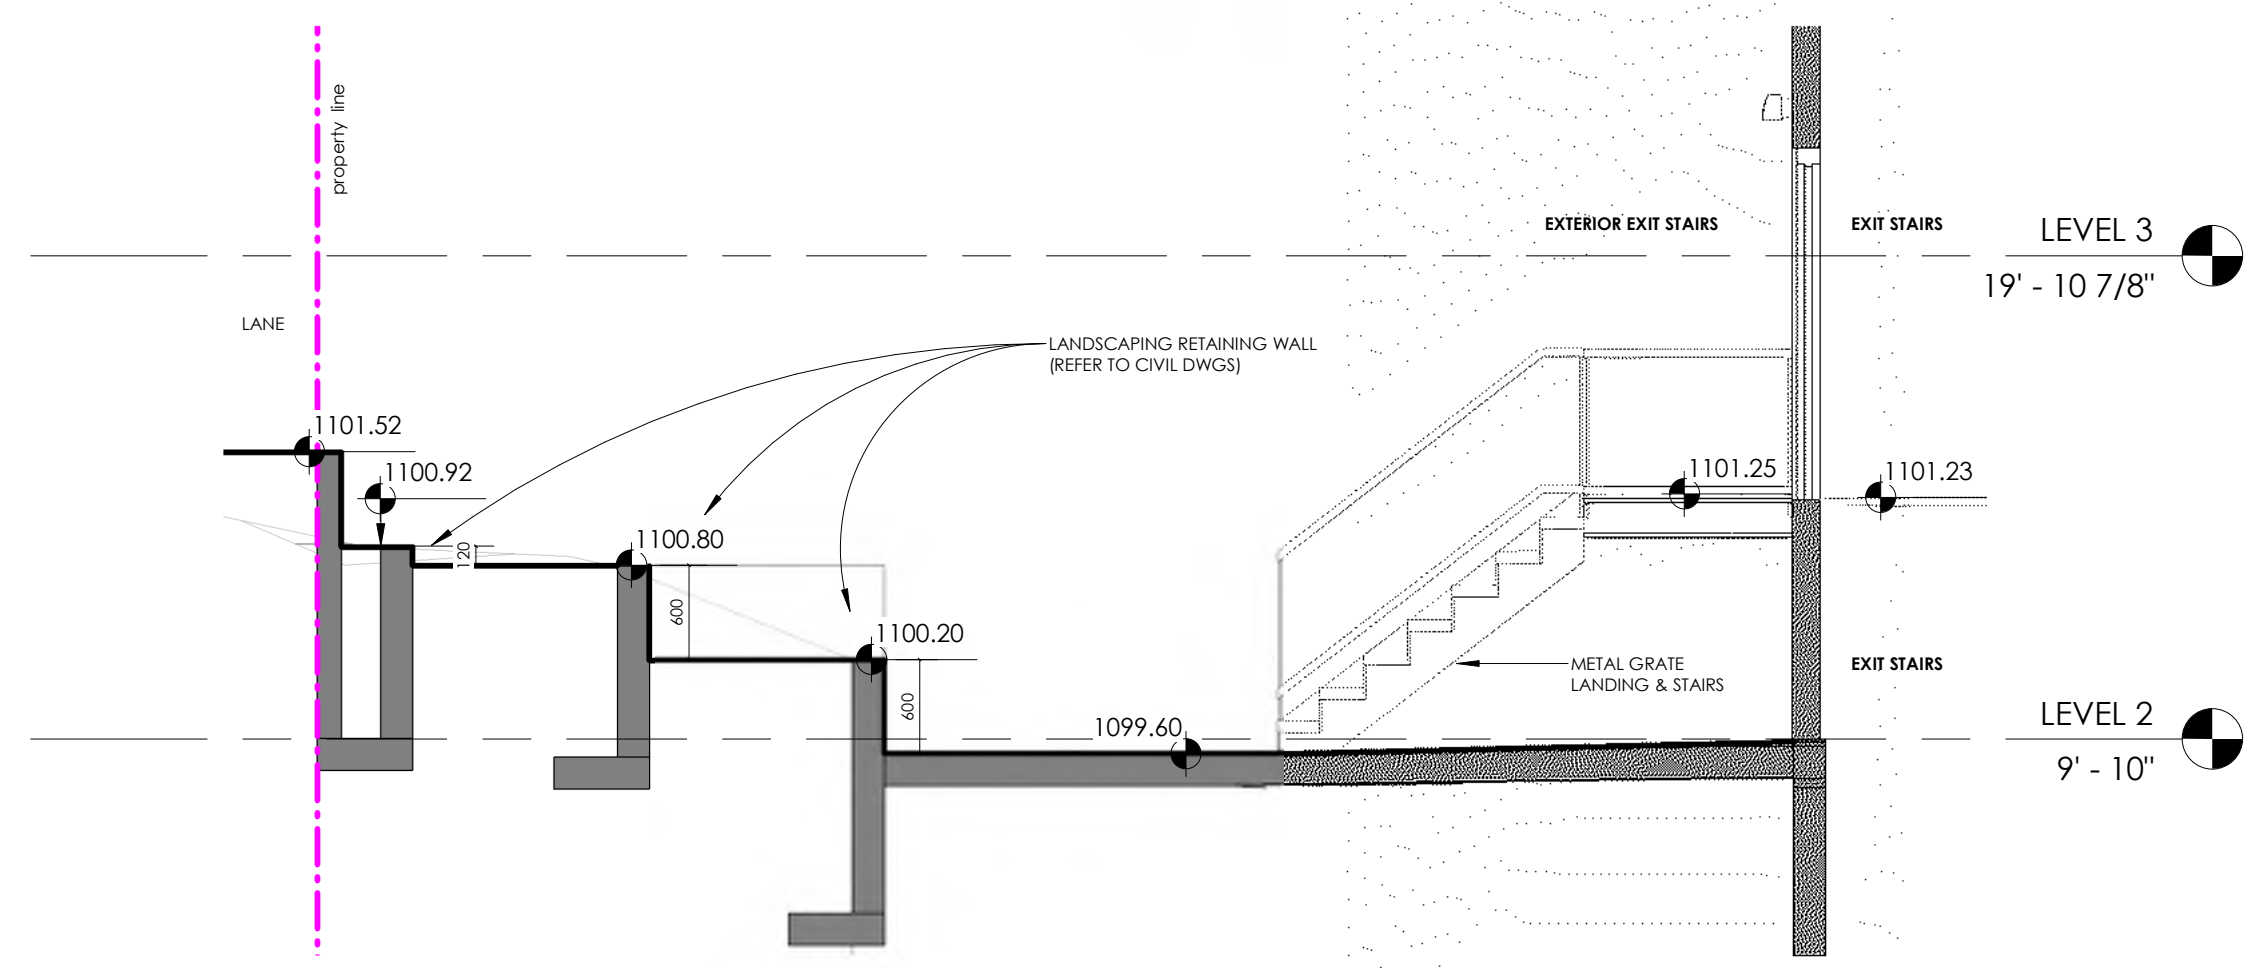 property line
EXTERIOR EXIT STAIRS
EXIT STAIRS
LEVEL 3
19' - 10 7/8"
LANE
LANDSCAPING RETAINING WALL
(REFER TO CIVIL DWGS)
1101.52
1100.92
1101.25
1101.23
120
1100.80
600
1100.20
600
METAL GRATE
LANDING & STAIRS
EXIT STAIRS
1099.60
LEVEL 2
9' - 10"